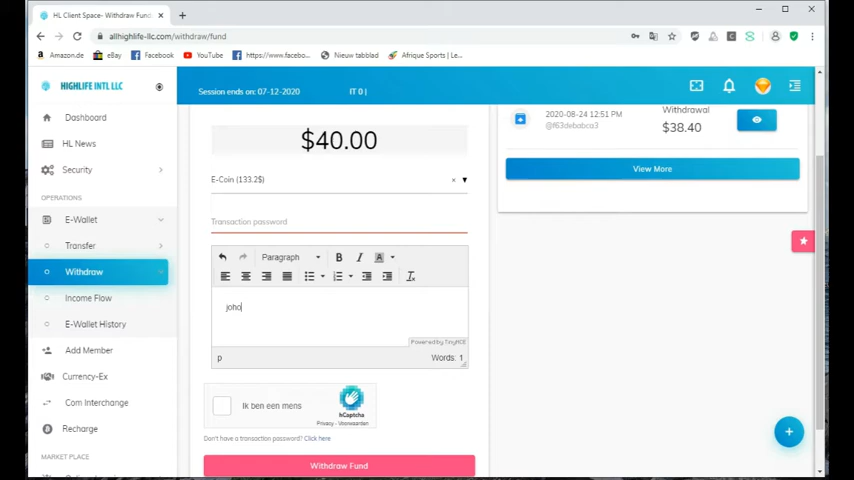 HL Client Space- Withdraw Fund
allhighlife-llc.com/withdraw/fund
Amazon.de
eBay
Facebook
YouTube
https://www.facebo...
Nieuw tabblad
Afrique Sports | Le...
HIGHLIFE INTL LLC
Session ends on: 07-12-2020
IT 0 )
Dashboard
HL News
Security
OPERATIONS
E-Wallet
Transfer
Withdraw
Income Flow
E-Wallet History
Add Member
Currency-Ex
Com Interchange
Recharge
MARKET PLACE
$40.00
E-Coin (133.2$)
Transaction password
Paragraph
B I A
joho
Powered by TinyMCE
p
Words: 1
Ik ben een mens
hCaptcha
Privacy - Voorwaarden
Don't have a transaction password? Click here
Withdraw Fund
2020-08-24 12:51 PM
@f63debabca3
Withdrawal
$38.40
View More